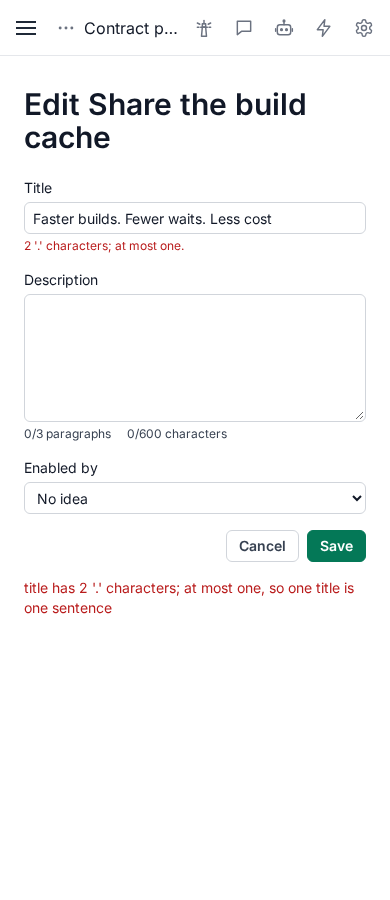 Contract p...
Edit Share the build
cache
Title
Faster builds. Fewer waits. Less cost
2 '.' characters; at most one.
Description
0/3 paragraphs 0/600 characters
Enabled by
No idea
Cancel Save
title has 2 '.' characters; at most one, so one title is
one sentence